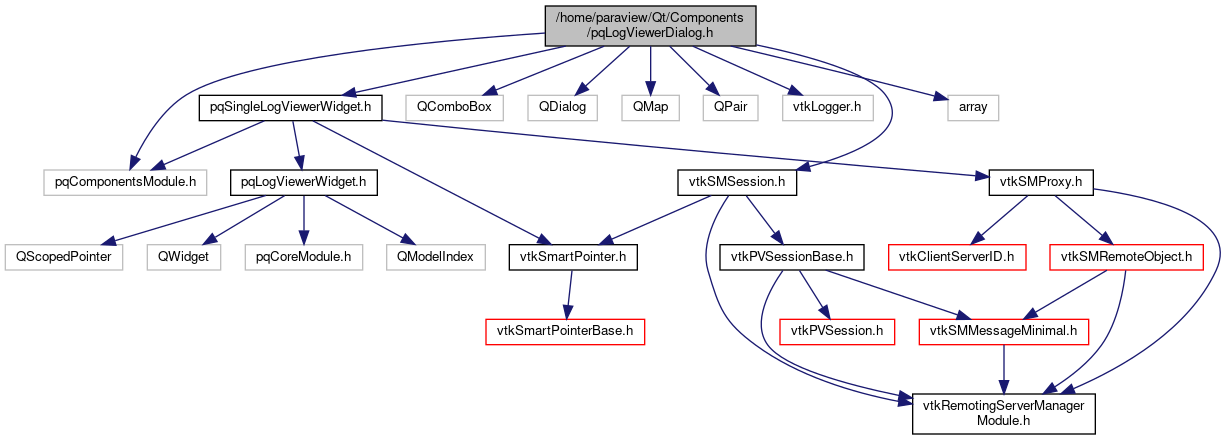 /home/paraview/Qt/Components
/pqLogViewerDialog.h
pqSingleLogViewerWidget.h
QComboBox
QDialog
QMap
QPair
vtkLogger.h
array
pqComponentsModule.h
pqLogViewerWidget.h
vtkSMSession.h
vtkSMProxy.h
QScopedPointer
QWidget
pqCoreModule.h
QModelIndex
vtkSmartPointer.h
vtkPVSessionBase.h
vtkClientServerID.h
vtkSMRemoteObject.h
vtkSmartPointerBase.h
vtkPVSession.h
vtkSMMessageMinimal.h
vtkRemotingServerManager
Module.h